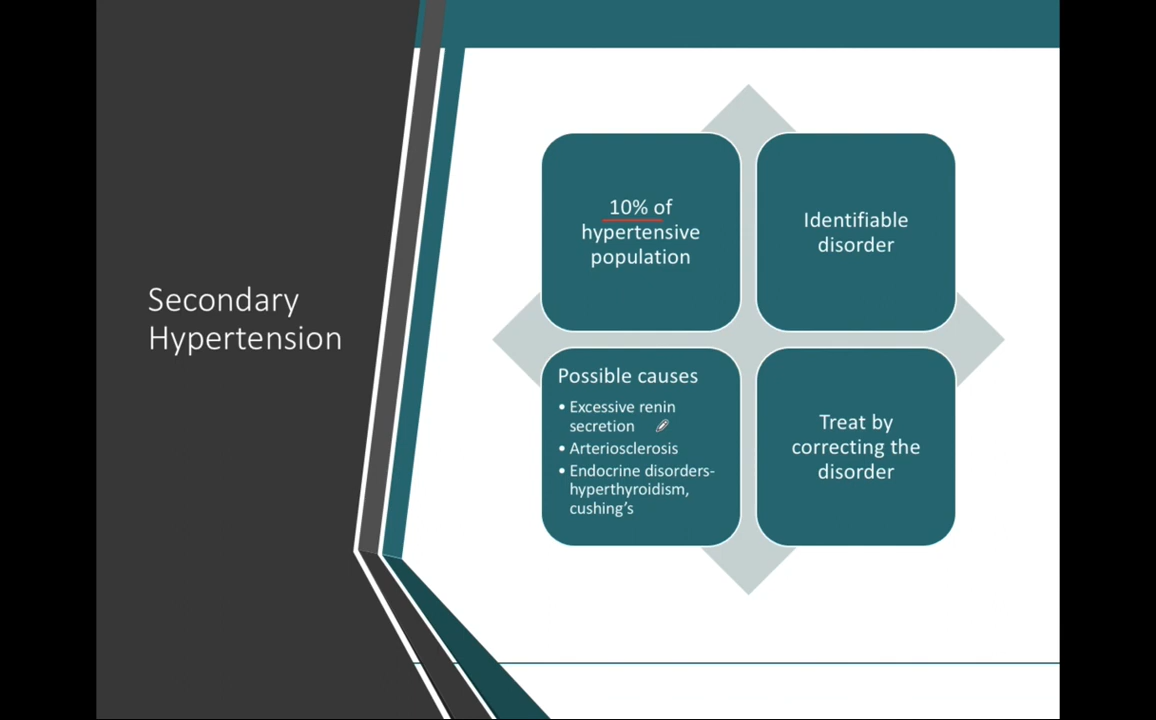 Secondary
Hypertension
10% of
hypertensive
population
Identifiable
disorder
Possible causes
• Excessive renin
secretion
• Arteriosclerosis
• Endocrine disorders-
hyperthyroidism,
cushing's
Treat by
correcting the
disorder